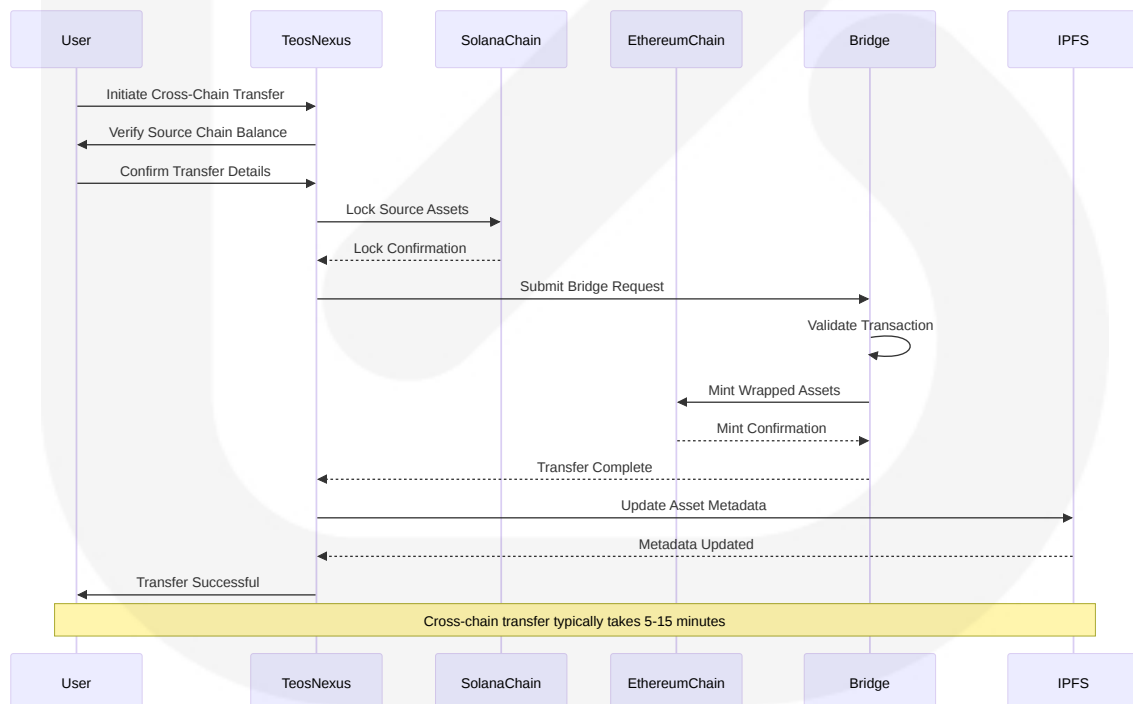 User
TeosNexus
SolanaChain
EthereumChain
Bridge
IPFS
Initiate Cross-Chain Transfer
Verify Source Chain Balance
Confirm Transfer Details
Lock Source Assets
Lock Confirmation
Submit Bridge Request
Validate Transaction
Mint Wrapped Assets
Mint Confirmation
Transfer Complete
Update Asset Metadata
Metadata Updated
Transfer Successful
Cross-chain transfer typically takes 5-15 minutes
User
TeosNexus
SolanaChain
EthereumChain
Bridge
IPFS